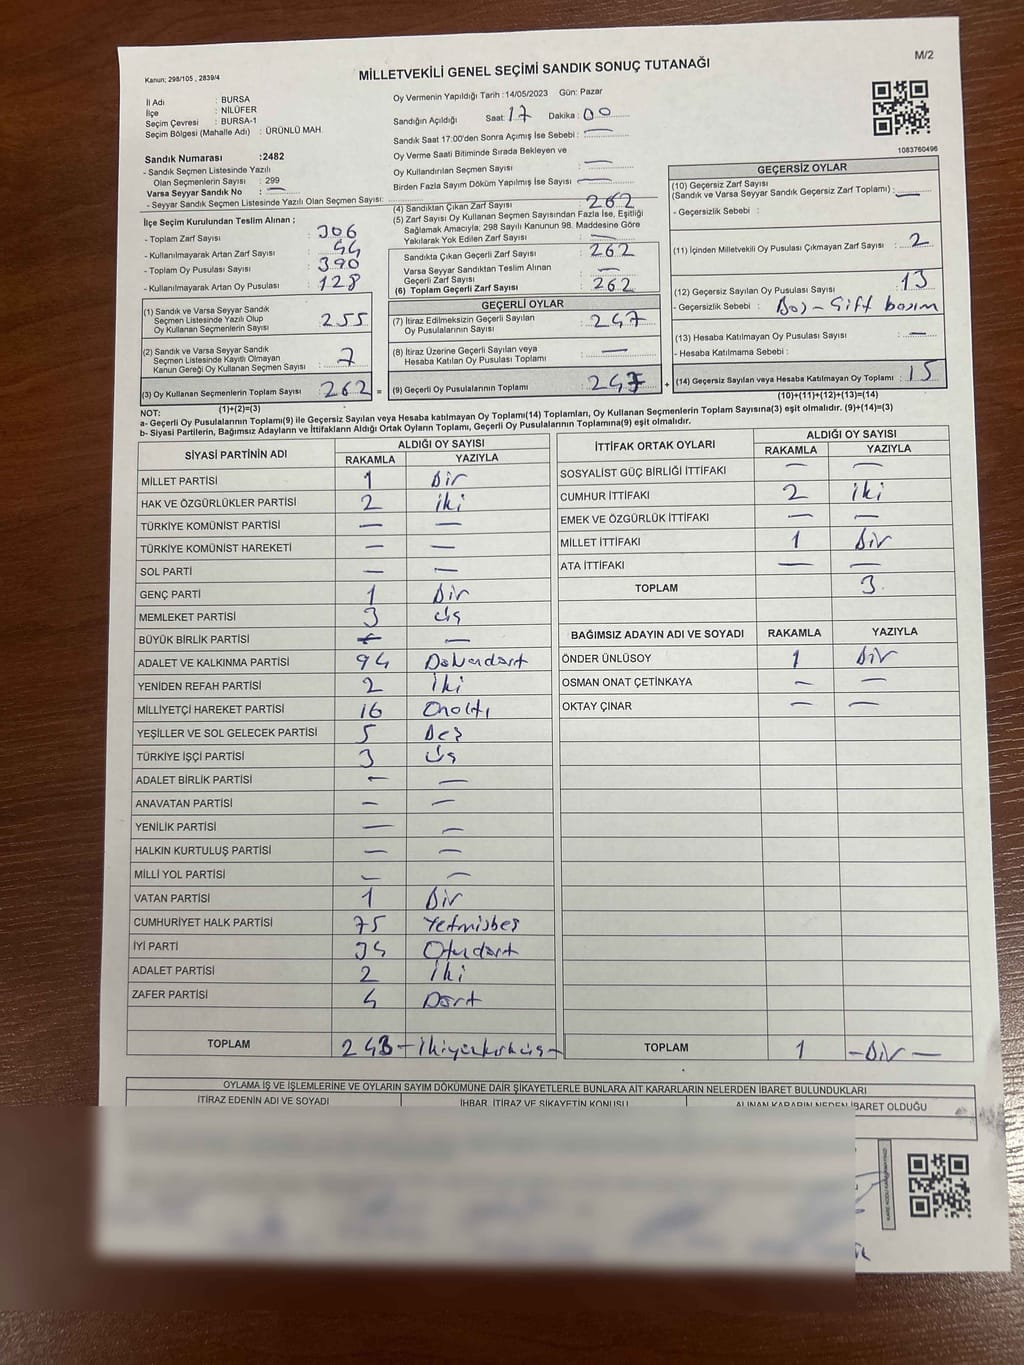 M/2
Kanun; 298/105 , 2839/4
MİLLETVEKİLİ GENEL SEÇİMİ SANDIK SONUÇ TUTANAĞI
İl Adı : BURSA
İlçe : NİLÜFER
Seçim Çevresi : BURSA-1
Seçim Bölgesi (Mahalle Adı) : ÜRÜNLÜ MAH.
Sandık Numarası :2482
- Sandık Seçmen Listesinde Yazılı
Olan Seçmenlerin Sayısı : 299
Varsa Seyyar Sandık No : —
- Seyyar Seçmen Listesinde Yazılı Olan Seçmen Sayısı:
Oy Vermenin Yapıldığı Tarih :14/05/2023 Gün: Pazar
Sandığın Açıldığı Saat: 17 Dakika : 00
Sandık Saat 17:00'den Sonra Açımış İse Sebebi : —
Oy Verme Saati Bitiminde Sırada Bekleyen ve
Oy Kullandırılan Seçmen Sayısı : —
Birden Fazla Sayım Döküm Yapılmış İse Sayısı : —
1083760496
İlçe Seçim Kurulundan Teslim Alınan ;
- Toplam Zarf Sayısı : 306
- Kullanılmayarak Artan Zarf Sayısı : 44
- Toplam Oy Pusulası Sayısı : 390
- Kullanılmayarak Artan Oy Pusulası : 128
(4) Sandıktan Çıkan Zarf Sayısı : 262
(5) Zarf Sayısı Oy Kullanan Seçmen Sayısından Fazla İse, Eşitliği
Sağlamak Amacıyla; 298 Sayılı Kanunun 98. Maddesine Göre
Yakılarak Yok Edilen Zarf Sayısı : —
Sandıkta Çıkan Geçerli Zarf Sayısı : 262
Varsa Seyyar Sandıktan Teslim Alınan
Geçerli Zarf Sayısı : —
(6) Toplam Geçerli Zarf Sayısı : 262
(1) Sandık ve Varsa Seyyar Sandık
Seçmen Listesinde Yazılı Olup
Oy Kullanan Seçmenlerin Sayısı : 255
(2) Sandık ve Varsa Seyyar Sandık
Seçmen Listesinde Kayıtlı Olmayan
Kanun Gereği Oy Kullanan Seçmen Sayısı : 7
(3) Oy Kullanan Seçmenlerin Toplam Sayısı : 262 =
(1)+(2)=(3)
GEÇERLİ OYLAR
(7) İtiraz Edilmeksizin Geçerli Sayılan
Oy Pusulalarının Sayısı : 247
(8) İtiraz Üzerine Geçerli Sayılan veya
Hesaba Katılan Oy Pusulası Toplamı : —
(9) Geçerli Oy Pusulalarının Toplamı : 247 +
GEÇERSİZ OYLAR
(10) Geçersiz Zarf Sayısı
(Sandık ve Varsa Seyyar Sandık Geçersiz Zarf Toplamı) : —
- Geçersizlik Sebebi :
(11) İçinden Milletvekili Oy Pusulası Çıkmayan Zarf Sayısı : 2
(12) Geçersiz Sayılan Oy Pusulası Sayısı : 13
- Geçersizlik Sebebi : Boş - Çift basım
(13) Hesaba Katılmayan Oy Pusulası Sayısı : —
- Hesaba Katılmama Sebebi :
(14) Geçersiz Sayılan veya Hesaba Katılmayan Oy Toplamı : 15
(10)+(11)+(12)+(13)=(14)
NOT:
a- Geçerli Oy Pusulalarının Toplamı(9) ile Geçersiz Sayılan veya Hesaba katılmayan Oy Toplamı(14) Toplamları, Oy Kullanan Seçmenlerin Toplam Sayısına(3) eşit olmalıdır. (9)+(14)=(3)
b- Siyasi Partilerin, Bağımsız Adayların ve İttifakların Aldığı Oyların Toplamı, Geçerli Oy Pusulalarının Toplamına(9) eşit olmalıdır.
SİYASİ PARTİNİN ADI ALDIĞI OY SAYISI
RAKAMLA YAZIYLA
MİLLET PARTİSİ 1 Bir
HAK VE ÖZGÜRLÜKLER PARTİSİ 2 iki
TÜRKİYE KOMÜNİST PARTİSİ — —
TÜRKİYE KOMÜNİST HAREKETİ — —
SOL PARTİ — —
GENÇ PARTİ 1 Bir
MEMLEKET PARTİSİ 3 üç
BÜYÜK BİRLİK PARTİSİ —
ADALET VE KALKINMA PARTİSİ 94 Doksandört
YENİDEN REFAH PARTİSİ 2 İki
MİLLİYETÇİ HAREKET PARTİSİ 16 Onaltı
YEŞİLLER VE SOL GELECEK PARTİSİ 5 Beş
TÜRKİYE İŞÇİ PARTİSİ 3 üç
ADALET BİRLİK PARTİSİ — —
ANAVATAN PARTİSİ — —
YENİLİK PARTİSİ — —
HALKIN KURTULUŞ PARTİSİ — —
MİLLİ YOL PARTİSİ — —
VATAN PARTİSİ 1 Bir
CUMHURİYET HALK PARTİSİ 75 Yetmişbeş
İYİ PARTİ 34 Otuzdört
ADALET PARTİSİ 2 İki
ZAFER PARTİSİ 4 Dört
TOPLAM 243 - ikiyüzkırküç -
İTTİFAK ORTAK OYLARI ALDIĞI OY SAYISI
RAKAMLA YAZIYLA
SOSYALİST GÜÇ BİRLİĞİ İTTİFAKI — —
CUMHUR İTTİFAKI 2 iki
EMEK VE ÖZGÜRLÜK İTTİFAKI — —
MİLLET İTTİFAKI 1 Bir
ATA İTTİFAKI — —
TOPLAM 3
BAĞIMSIZ ADAYIN ADI VE SOYADI RAKAMLA YAZIYLA
ÖNDER ÜNLÜSOY 1 Bir
OSMAN ONAT ÇETİNKAYA — —
OKTAY ÇINAR — —
TOPLAM 1 - Bir -
OYLAMA İŞ VE İŞLEMLERİNE VE OYLARIN SAYIM DÖKÜMÜNE DAİR ŞİKAYETLERLE BUNLARA AİT KARARLARIN NELERDEN İBARET BULUNDUKLARI
İTİRAZ EDENİN ADI VE SOYADI İHBAR, İTİRAZ VE ŞİKAYETİN KONUSU ALINAN KARARIN NEDEN İBARET OLDUĞU